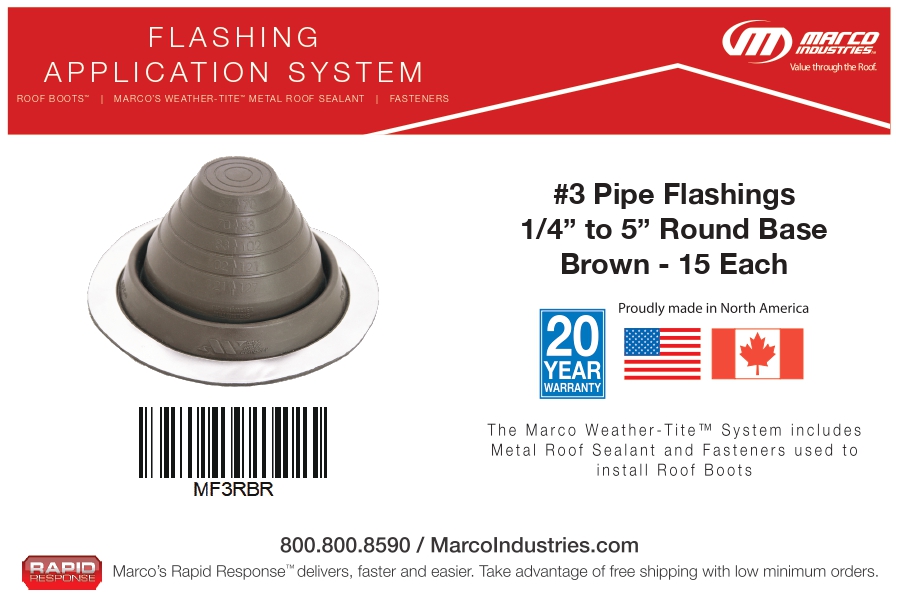 FLASHING
APPLICATION SYSTEM
ROOF BOOTS™ | MARCO'S WEATHER-TITE™ METAL ROOF SEALANT | FASTENERS
MARCO
INDUSTRIES™
Value through the Roof.
#3 Pipe Flashings
1/4” to 5” Round Base
Brown - 15 Each
Proudly made in North America
20
YEAR
WARRANTY
The Marco Weather-Tite™ System includes
Metal Roof Sealant and Fasteners used to
install Roof Boots
MF3RBR
800.800.8590 / MarcoIndustries.com
RAPID
RESPONSE
Marco’s Rapid Response™ delivers, faster and easier. Take advantage of free shipping with low minimum orders.